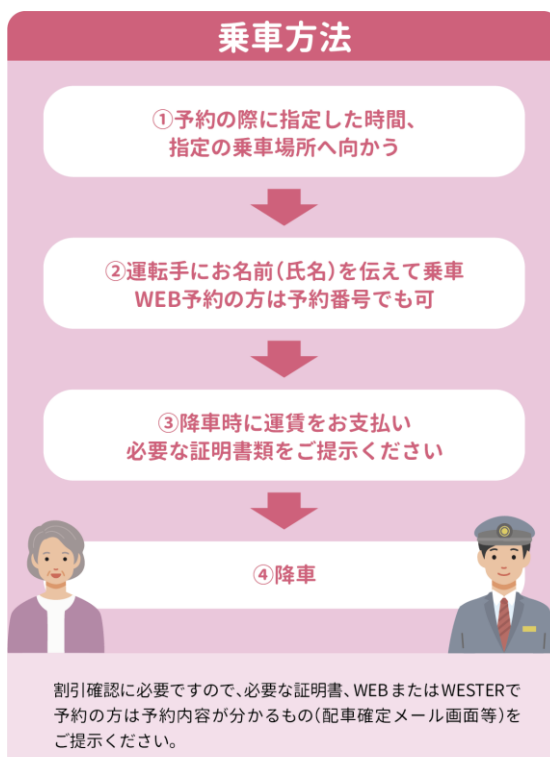 乗車方法
①予約の際に指定した時間、
指定の乗車場所へ向かう
②運転手にお名前(氏名)を伝えて乗車
WEB予約の方は予約番号でも可
③降車時に運賃をお支払い
必要な証明書類をご提示ください
④降車
割引確認に必要ですので、必要な証明書、WEBまたはWESTERで
予約の方は予約内容が分かるもの(配車確定メール画面等)を
ご提示ください。